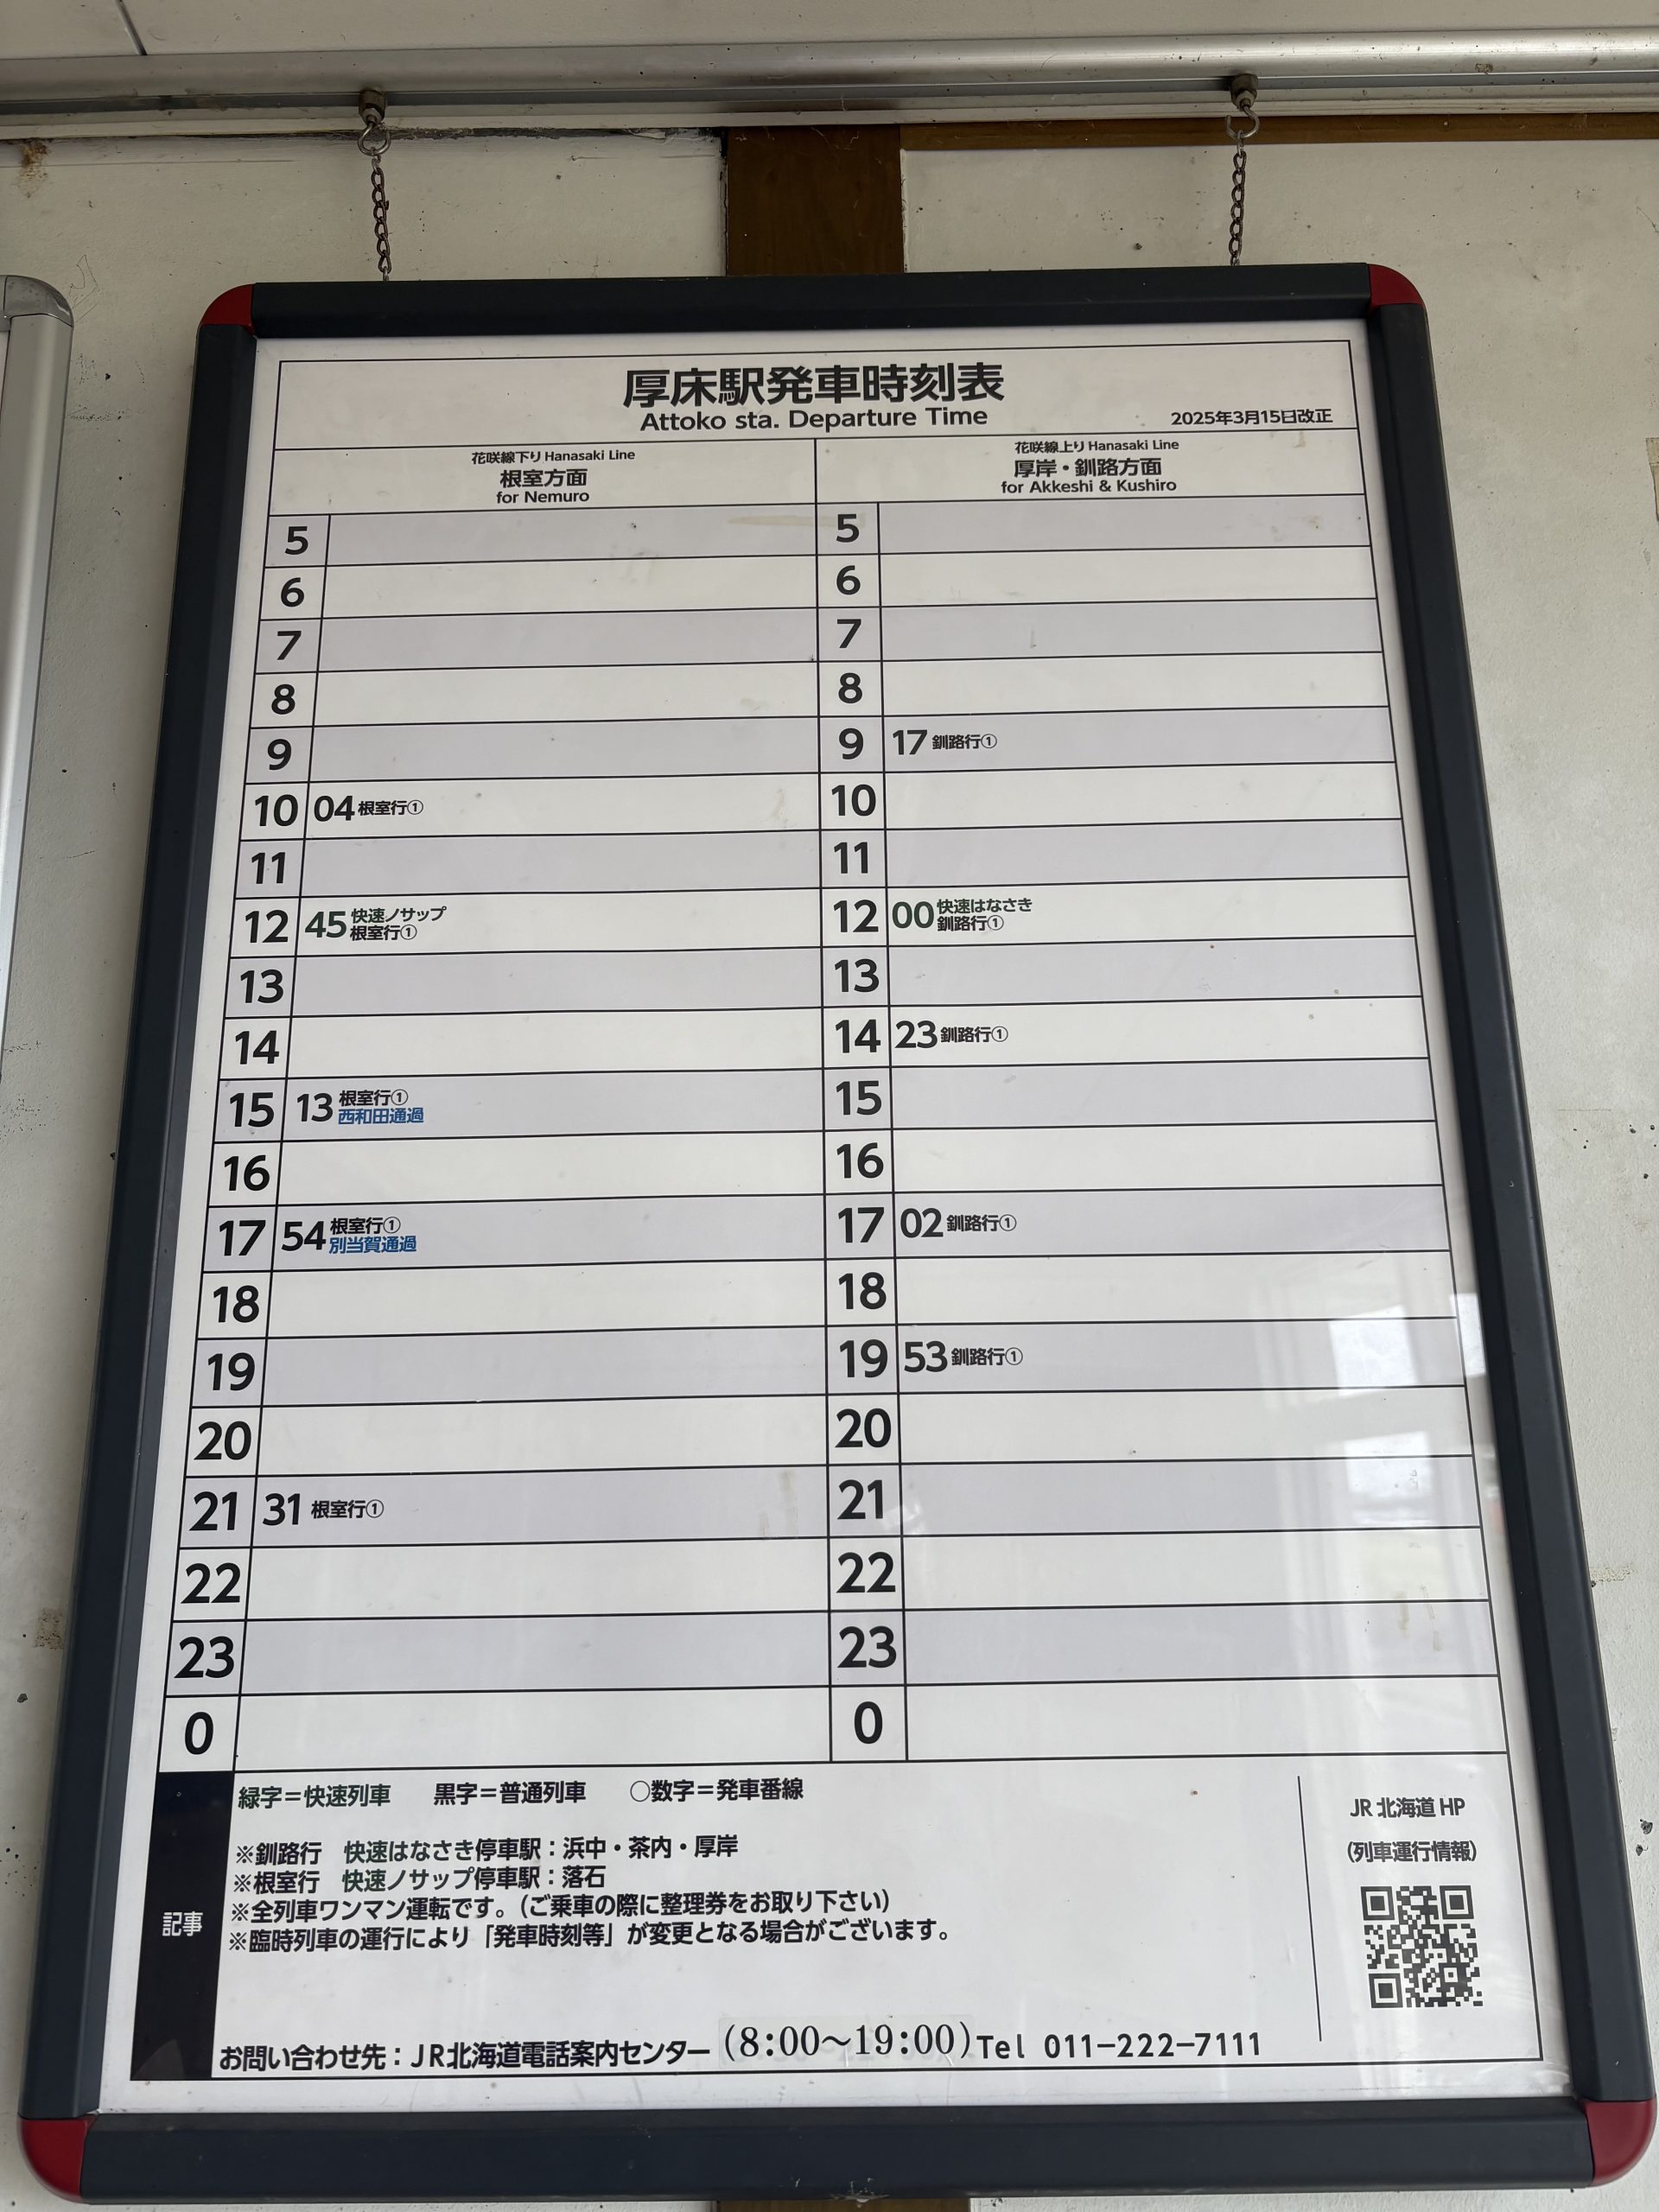 厚床駅発車時刻表
Attoko sta. Departure Time
2025年3月15日改正
花咲線下り Hanasaki Line
根室方面
for Nemuro
5
6
7
8
9
10 04 根室行①
11
12 45 快速ノサップ
根室行①
13
14
15 13 根室行①
西和田通過
16
17 54 根室行①
別当賀通過
18
19
20
21 31 根室行①
22
23
0
花咲線上り Hanasaki Line
厚岸・釧路方面
for Akkeshi & Kushiro
5
6
7
8
9 17 釧路行①
10
11
12 00 快速はなさき
釧路行①
13
14 23 釧路行①
15
16
17 02 釧路行①
18
19 53 釧路行①
20
21
22
23
0
記事
緑字=快速列車 黒字=普通列車 ○数字=発車番線
※釧路行 快速はなさき停車駅:浜中・茶内・厚岸
※根室行 快速ノサップ停車駅:落石
※全列車ワンマン運転です。(ご乗車の際に整理券をお取り下さい)
※臨時列車の運行により「発車時刻等」が変更となる場合がございます。
お問い合わせ先:JR北海道電話案内センター (8:00~19:00) Tel 011-222-7111
JR 北海道 HP
(列車運行情報)